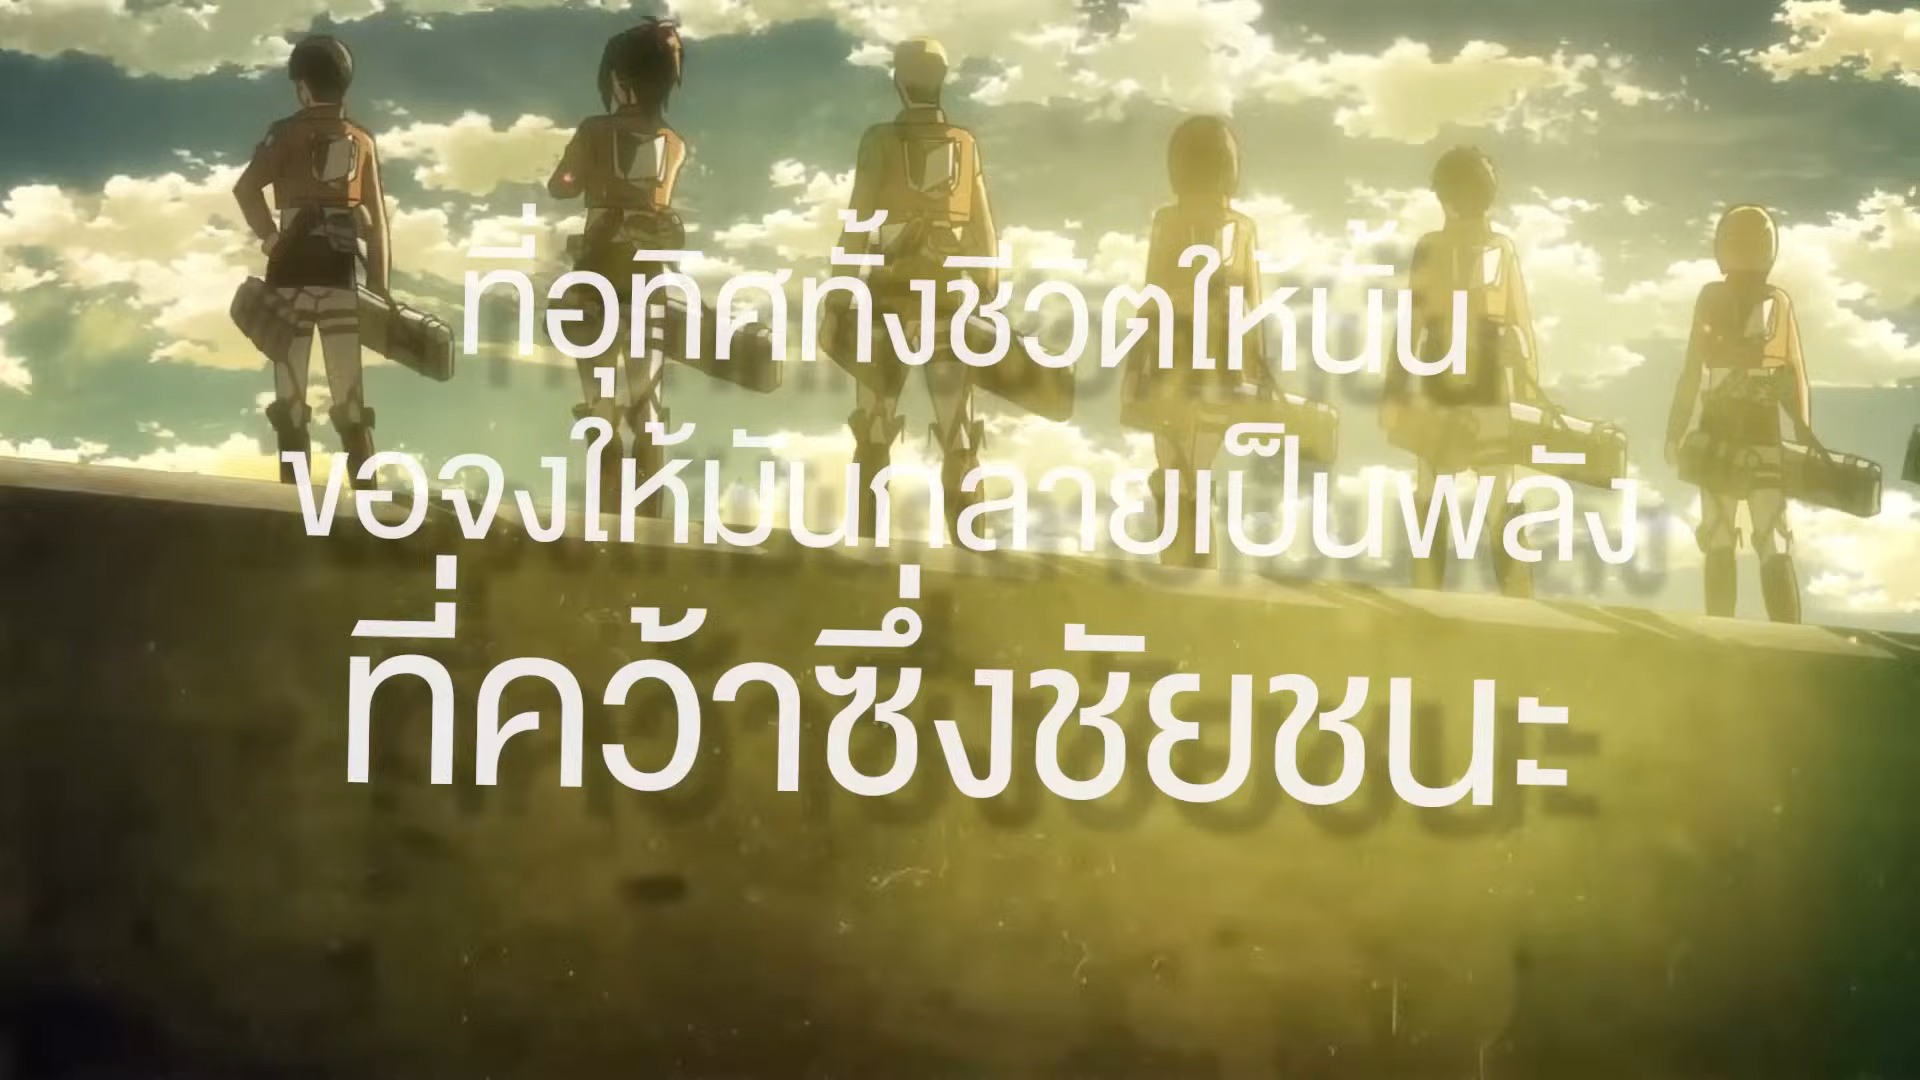 ที่อุทิศทั้งชีวิตให้นั้น
ขอจงให้มันกลายเป็นพลัง
ที่คว้าซึ่งชัยชนะ